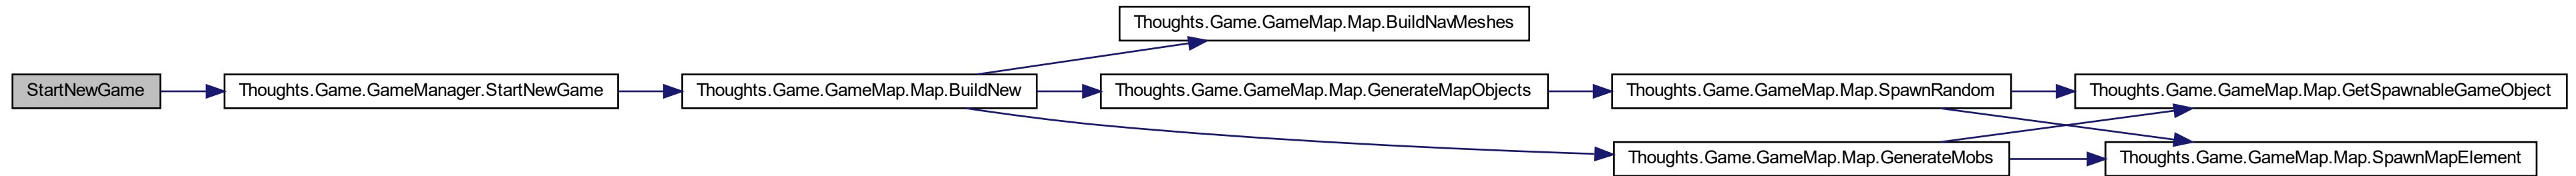 Thoughts.Game.GameMap.Map.BuildNavMeshes
StartNewGame
Thoughts.Game.GameManager.StartNewGame
Thoughts.Game.GameMap.Map.BuildNew
Thoughts.Game.GameMap.Map.GenerateMapObjects
Thoughts.Game.GameMap.Map.SpawnRandom
Thoughts.Game.GameMap.Map.GetSpawnableGameObject
Thoughts.Game.GameMap.Map.GenerateMobs
Thoughts.Game.GameMap.Map.SpawnMapElement